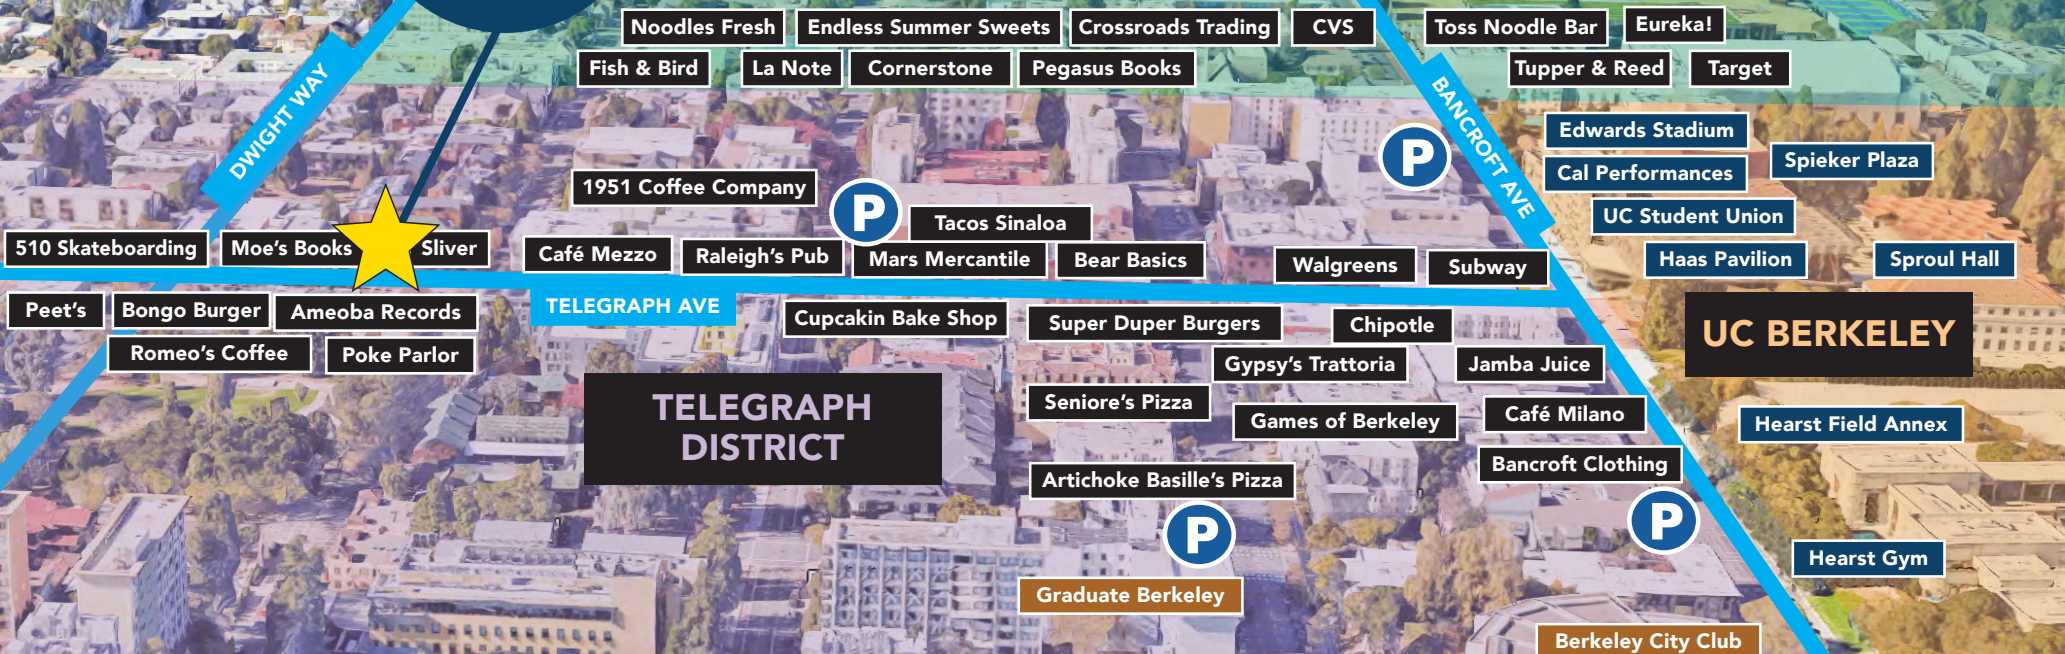 Noodles Fresh
Endless Summer Sweets
Crossroads Trading
CVS
Toss Noodle Bar
Eureka!
Fish & Bird
La Note
Cornerstone
Pegasus Books
Tupper & Reed
Target
DWIGHT WAY
BANCROFT AVE
P
Edwards Stadium
Spieker Plaza
Cal Performances
1951 Coffee Company
P
Tacos Sinaloa
UC Student Union
510 Skateboarding
Moe's Books
Sliver
Café Mezzo
Raleigh's Pub
Mars Mercantile
Bear Basics
Walgreens
Subway
Haas Pavilion
Sproul Hall
Peet's
Bongo Burger
Ameoba Records
TELEGRAPH AVE
Cupcakin Bake Shop
Super Duper Burgers
Chipotle
UC BERKELEY
Romeo's Coffee
Poke Parlor
Gypsy's Trattoria
Jamba Juice
TELEGRAPH
DISTRICT
Seniore's Pizza
Games of Berkeley
Café Milano
Hearst Field Annex
Bancroft Clothing
Artichoke Basille's Pizza
P
P
Hearst Gym
Graduate Berkeley
Berkeley City Club